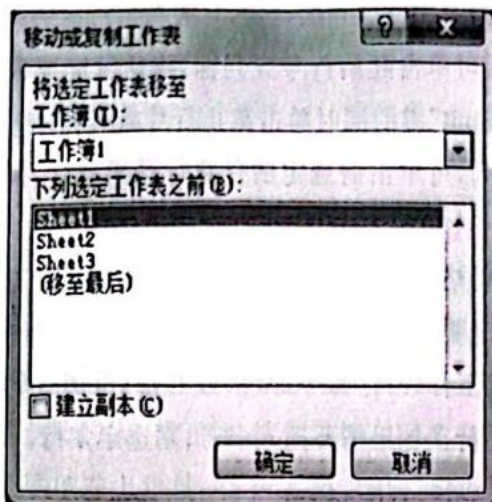 移动或复制工作表
将选定工作表移至
工作簿(T):
工作簿1
下列选定工作表之前(B):
Sheet1
Sheet2
Sheet3
(移至最后)
建立副本(C)
确定
取消